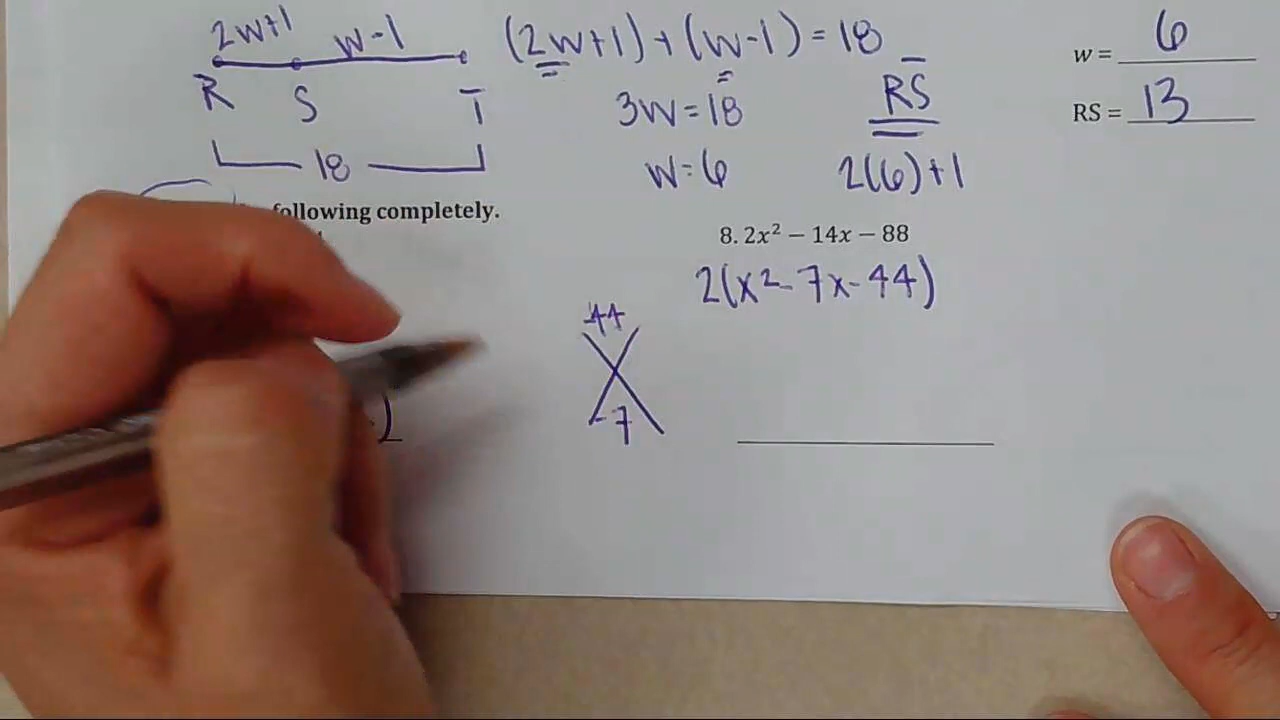 2w+1 w-1 (2w+1)+(w-1)=18
R S T 3w=18 RS
18 w=6 2(6)+1
w = 6
RS = 13
following completely.
8. 2x² − 14x − 88
2(x²-7x-44)
-44
-7